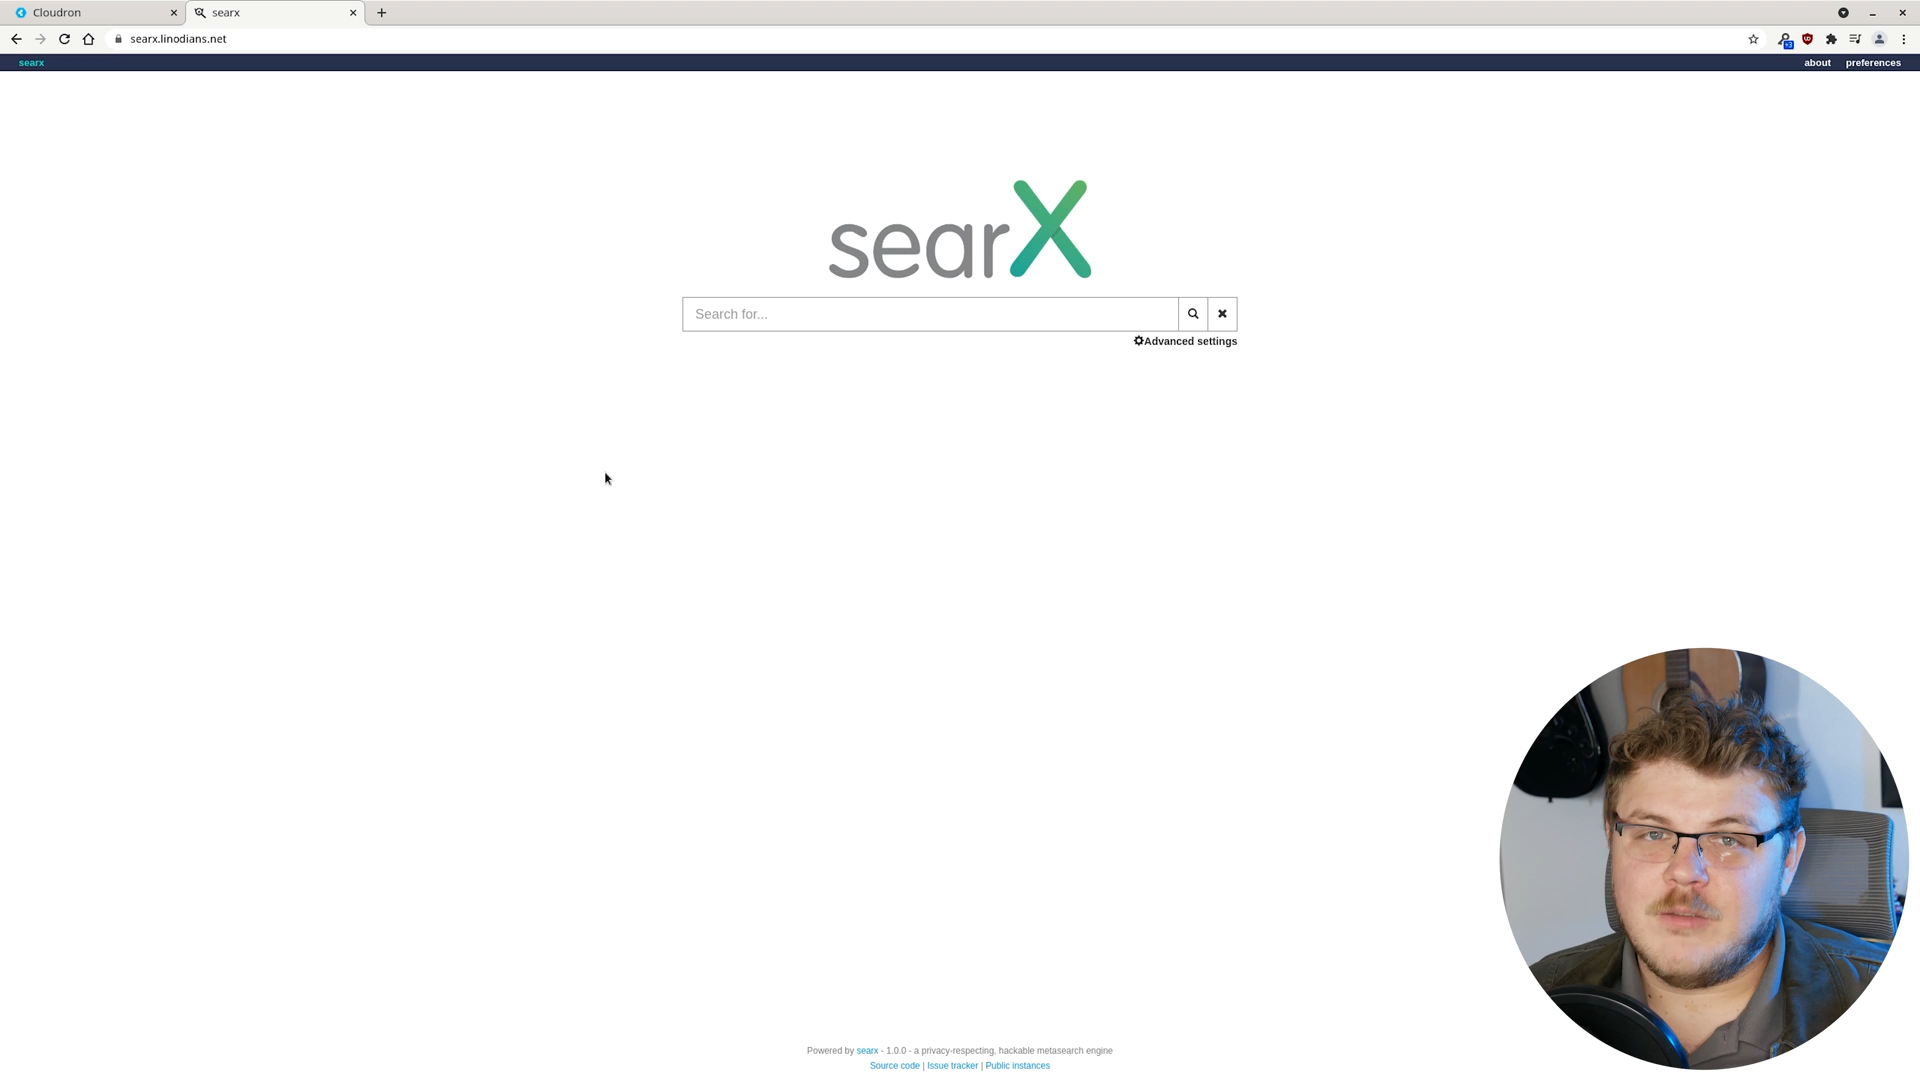 Cloudron
searx
searx.linodians.net
+3
searx
about
preferences
searX
Search for...
Advanced settings
Powered by searx - 1.0.0 - a privacy-respecting, hackable metasearch engine
Source code | Issue tracker | Public instances